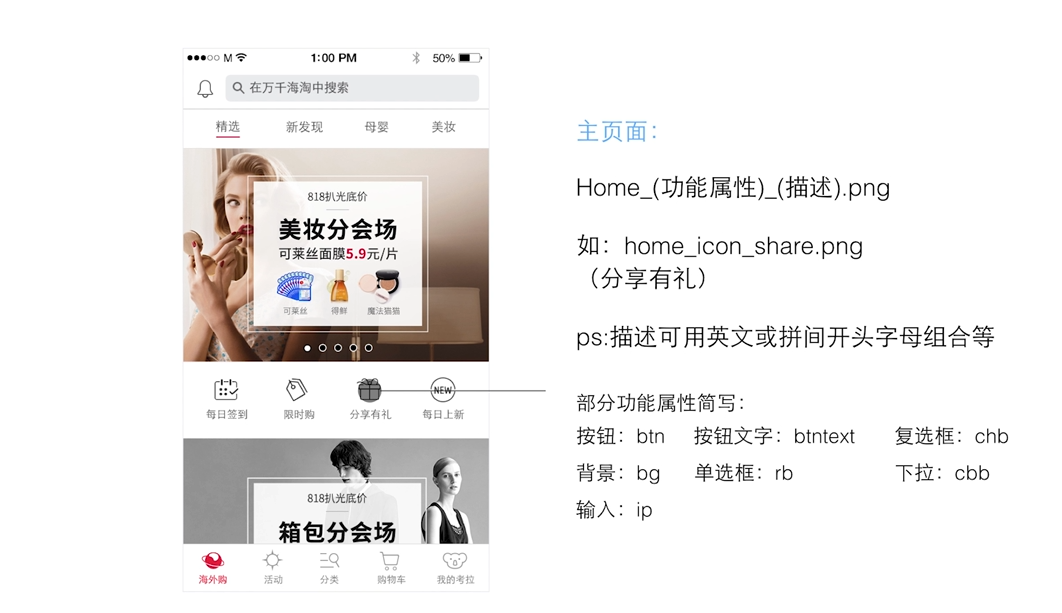 M
1:00 PM
50%
在万千海淘中搜索
精选 新发现 母婴 美妆
818扒光底价
美妆分会场
可莱丝面膜5.9元/片
可莱丝 得鲜 魔法猫猫
NEW
每日签到 限时购 分享有礼 每日上新
818扒光底价
箱包分会场
海外购 活动 分类 购物车 我的考拉
主页面：
Home_(功能属性)_(描述).png
如：home_icon_share.png
（分享有礼）
ps:描述可用英文或拼间开头字母组合等
部分功能属性简写：
按钮：btn 按钮文字：btntext 复选框：chb
背景：bg 单选框：rb 下拉：cbb
输入：ip